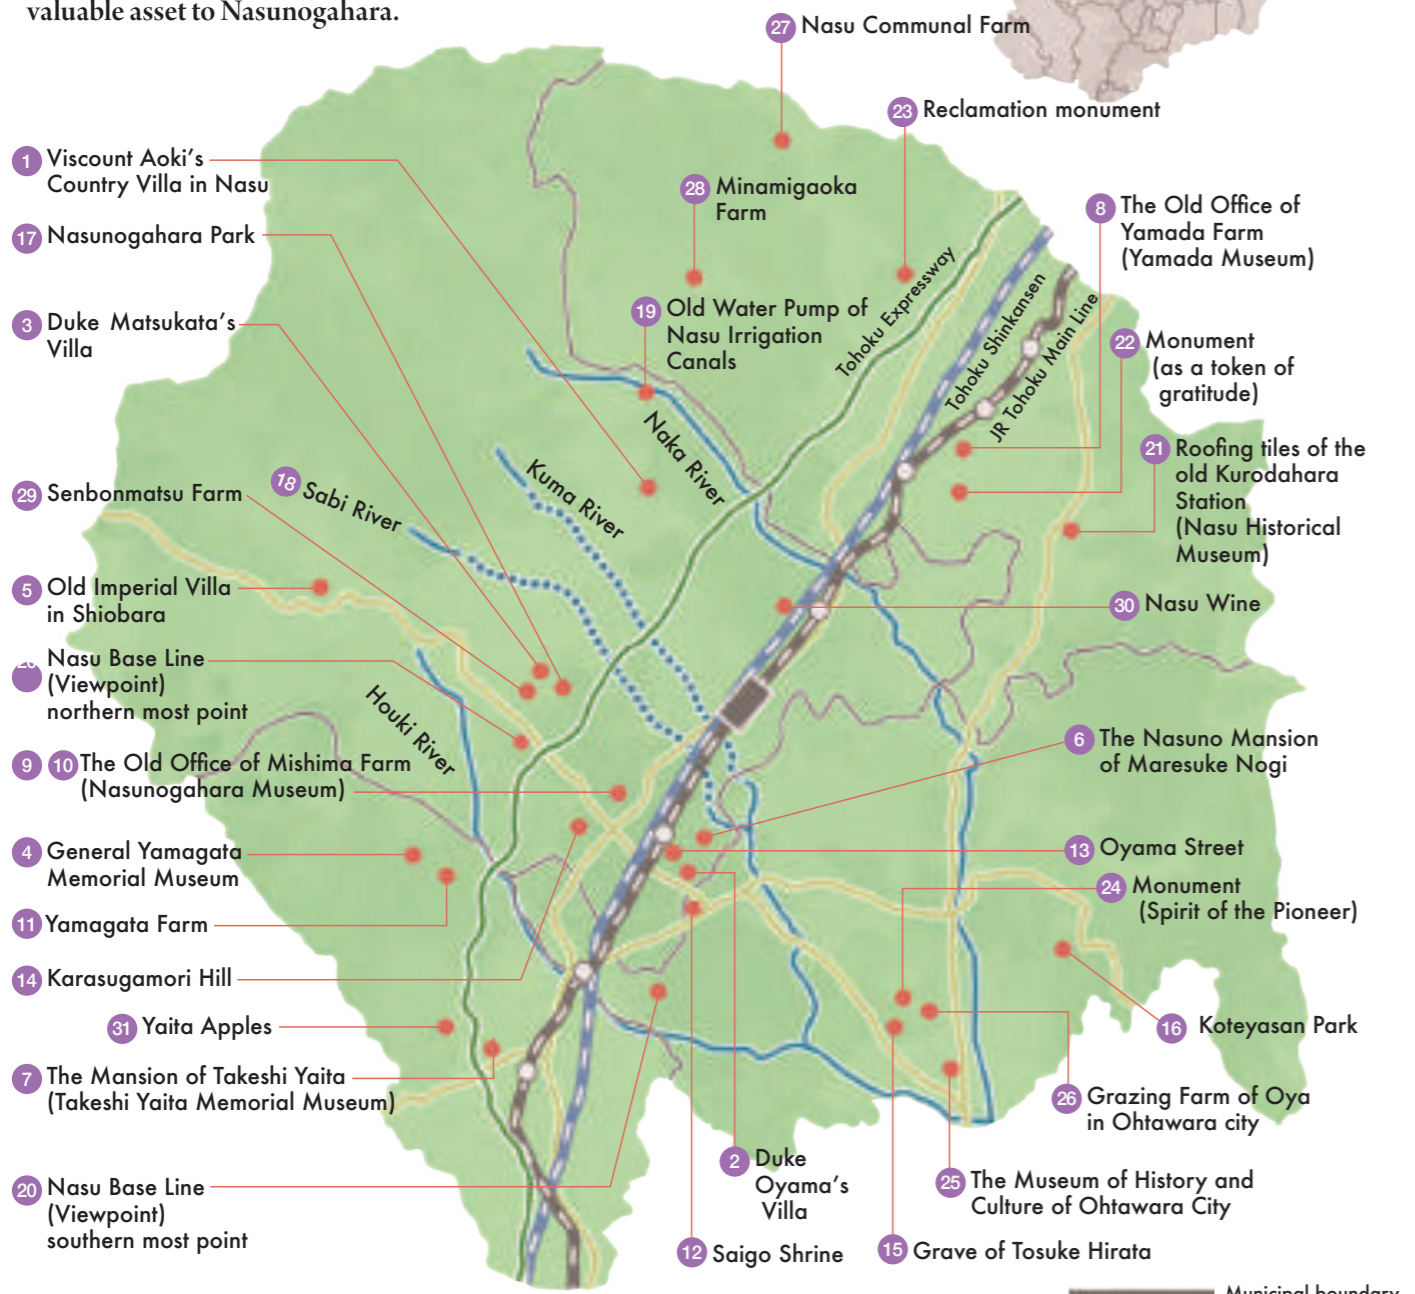 valuable asset to Nasunogahara.
27 Nasu Communal Farm
23 Reclamation monument
1 Viscount Aoki's
Country Villa in Nasu
28 Minamigaoka
Farm
8 The Old Office of
Yamada Farm
(Yamada Museum)
17 Nasunogahara Park
3 Duke Matsukata's
Villa
19 Old Water Pump of
Nasu Irrigation
Canals
Tohoku Expressway
Tohoku Shinkansen
JR Tohoku Main Line
22 Monument
(as a token of
gratitude)
21 Roofing tiles of the
old Kurodahara
Station
(Nasu Historical
Museum)
Naka River
Kuma River
18 Sabi River
29 Senbonmatsu Farm
5 Old Imperial Villa
in Shiobara
30 Nasu Wine
20 Nasu Base Line
(Viewpoint)
northern most point
Houki River
6 The Nasuno Mansion
of Maresuke Nogi
9 10 The Old Office of Mishima Farm
(Nasunogahara Museum)
4 General Yamagata
Memorial Museum
13 Oyama Street
24 Monument
(Spirit of the Pioneer)
11 Yamagata Farm
14 Karasugamori Hill
31 Yaita Apples
16 Koteyasan Park
7 The Mansion of Takeshi Yaita
(Takeshi Yaita Memorial Museum)
26 Grazing Farm of Oya
in Ohtawara city
2 Duke
Oyama's
Villa
25 The Museum of History and
Culture of Ohtawara City
20 Nasu Base Line
(Viewpoint)
southern most point
12 Saigo Shrine
15 Grave of Tosuke Hirata
Municipal boundary